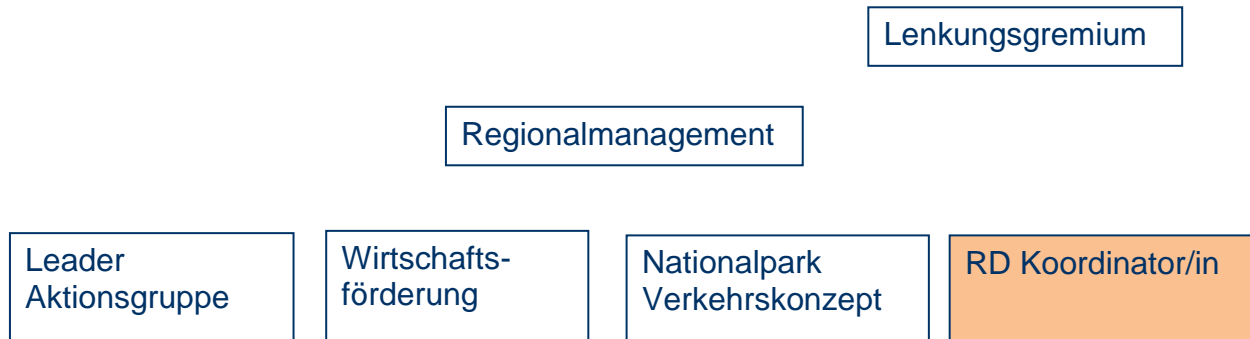 Lenkungsgremium
Regionalmanagement
Leader
Aktionsgruppe
Wirtschafts-
förderung
Nationalpark
Verkehrskonzept
RD Koordinator/in